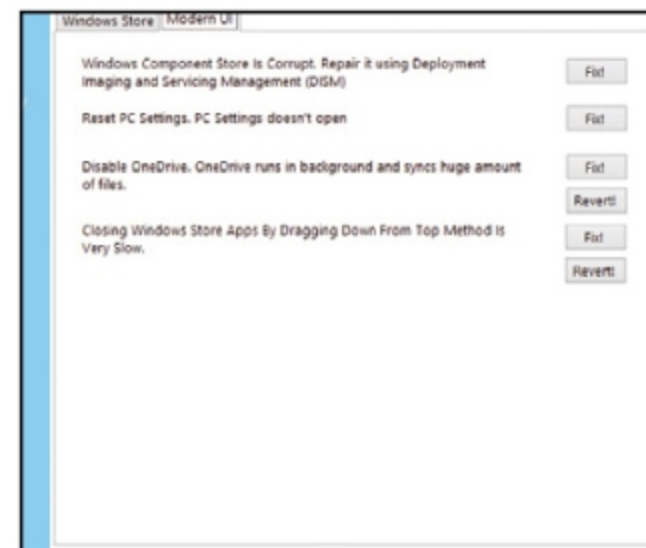 Windows Store Modern UI
Windows Component Store Is Corrupt. Repair it using Deployment
Imaging and Servicing Management (DISM)
Fix!
Reset PC Settings. PC Settings doesn't open
Fix!
Disable OneDrive. OneDrive runs in background and syncs huge amount
of files.
Fix!
Revert!
Closing Windows Store Apps By Dragging Down From Top Method Is
Very Slow.
Fix!
Revert!